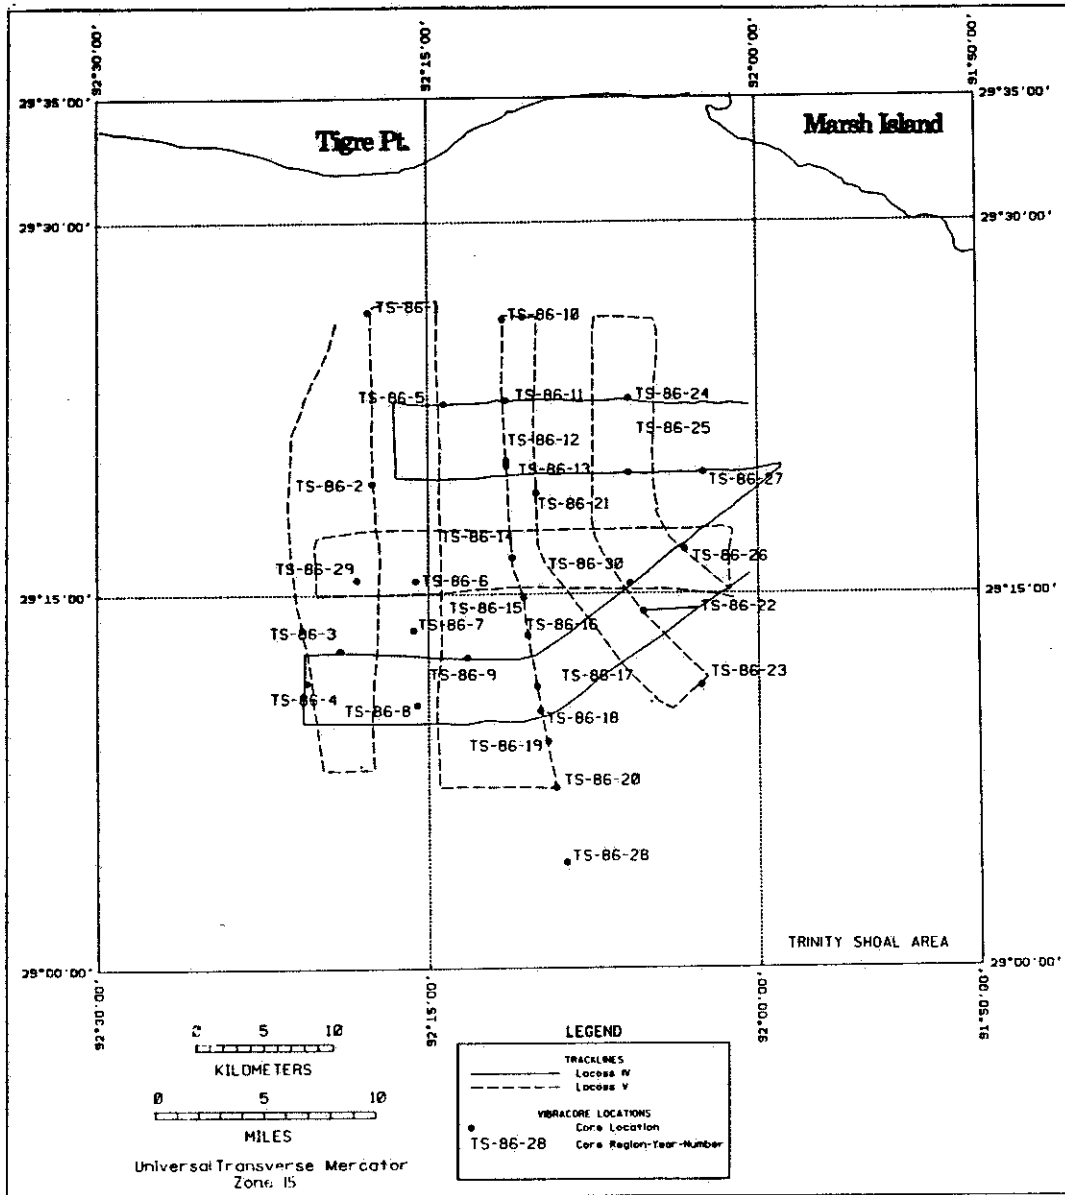 92°30'00'
92°15'00'
92°00'00'
91°50'00'
29°35'00'
29°35'00'
Tigre Pt.
Marsh Island
29°30'00'
29°30'00'
TS-86-1
TS-86-10
TS-86-5
TS-86-11
TS-86-24
TS-86-25
TS-86-12
TS-86-13
TS-86-27
TS-86-2
TS-86-21
TS-86-14
TS-86-26
TS-86-29
TS-86-6
TS-86-30
29°15'00'
29°15'00'
TS-86-15
TS-86-22
TS-86-3
TS-86-7
TS-86-16
TS-86-9
TS-86-17
TS-86-23
TS-86-4
TS-86-8
TS-86-18
TS-86-19
TS-86-20
TS-86-28
TRINITY SHOAL AREA
29°00'00'
29°00'00'
92°30'00'
92°15'00'
92°00'00'
91°50'00'
0 5 10
KILOMETERS
0 5 10
MILES
Universal Transverse Mercator
Zone 15
LEGEND
TRACKLINES
Locoss IV
Locoss V
VIBRACORE LOCATIONS
Core Location
TS-86-28 Core Region-Year-Number